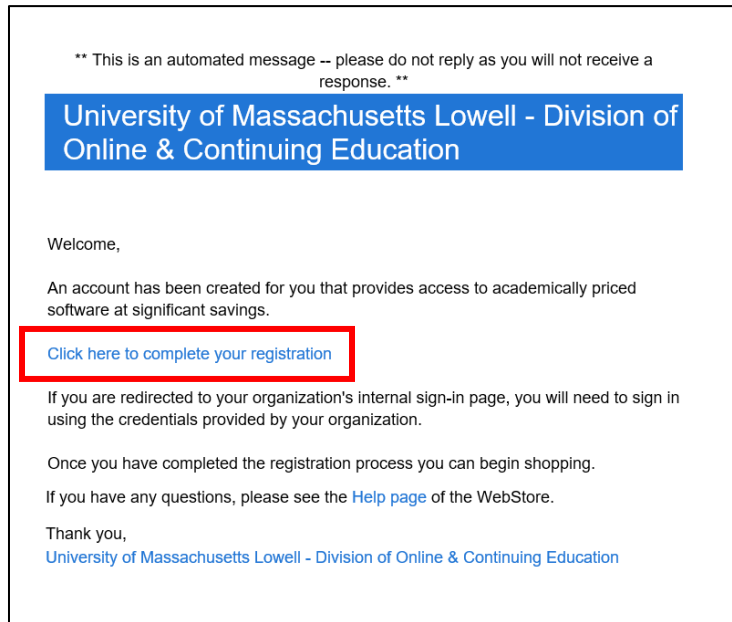 ** This is an automated message -- please do not reply as you will not receive a
response. **
University of Massachusetts Lowell - Division of
Online & Continuing Education
Welcome,
An account has been created for you that provides access to academically priced
software at significant savings.
Click here to complete your registration
If you are redirected to your organization's internal sign-in page, you will need to sign in
using the credentials provided by your organization.
Once you have completed the registration process you can begin shopping.
If you have any questions, please see the Help page of the WebStore.
Thank you,
University of Massachusetts Lowell - Division of Online & Continuing Education